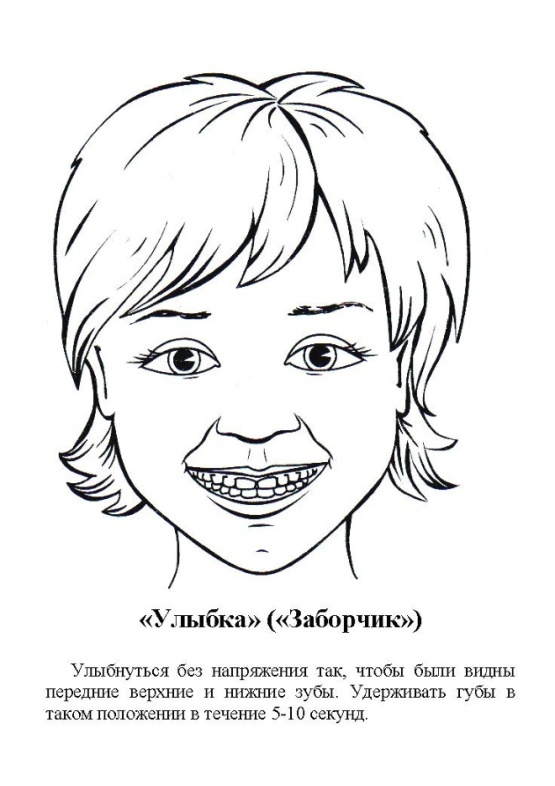 «Улыбка» («Заборчик»)
Улыбнуться без напряжения так, чтобы были видны
передние верхние и нижние зубы. Удерживать губы в
таком положении в течение 5-10 секунд.